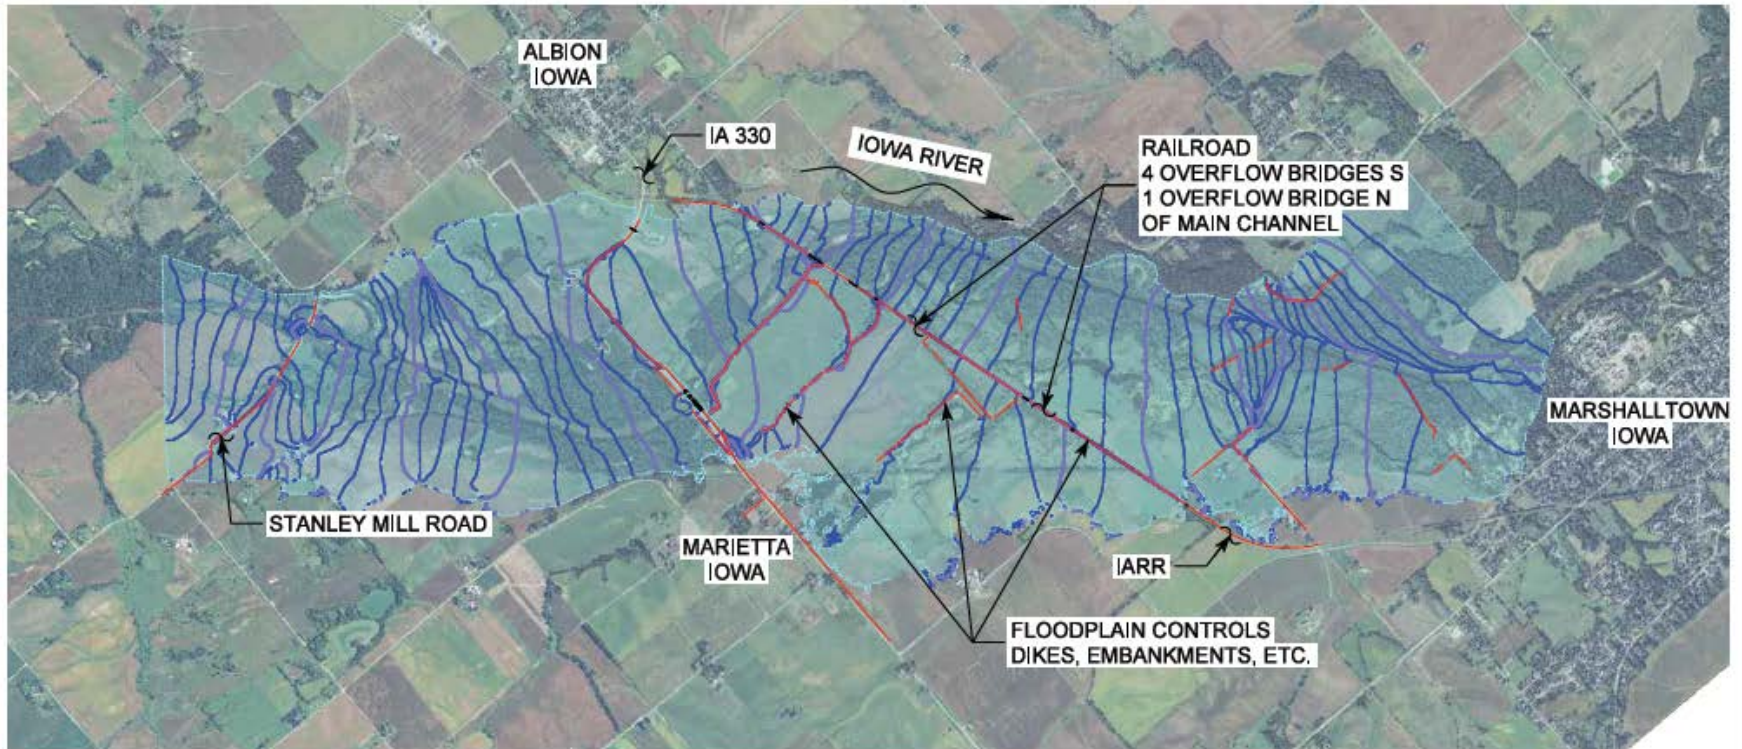 ALBION
IOWA
IA 330
IOWA RIVER
RAILROAD
4 OVERFLOW BRIDGES S
1 OVERFLOW BRIDGE N
OF MAIN CHANNEL
MARSHALLTOWN
IOWA
STANLEY MILL ROAD
MARIETTA
IOWA
IARR
FLOODPLAIN CONTROLS
DIKES, EMBANKMENTS, ETC.